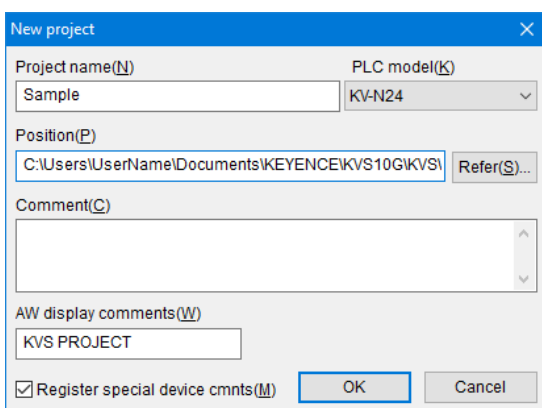 New project
Project name(N) PLC model(K)
Sample KV-N24
Position(P)
C:\Users\UserName\Documents\KEYENCE\KVS10G\KVS\ Refer(S)...
Comment(C)
AW display comments(W)
KVS PROJECT
Register special device cmnts(M) OK Cancel